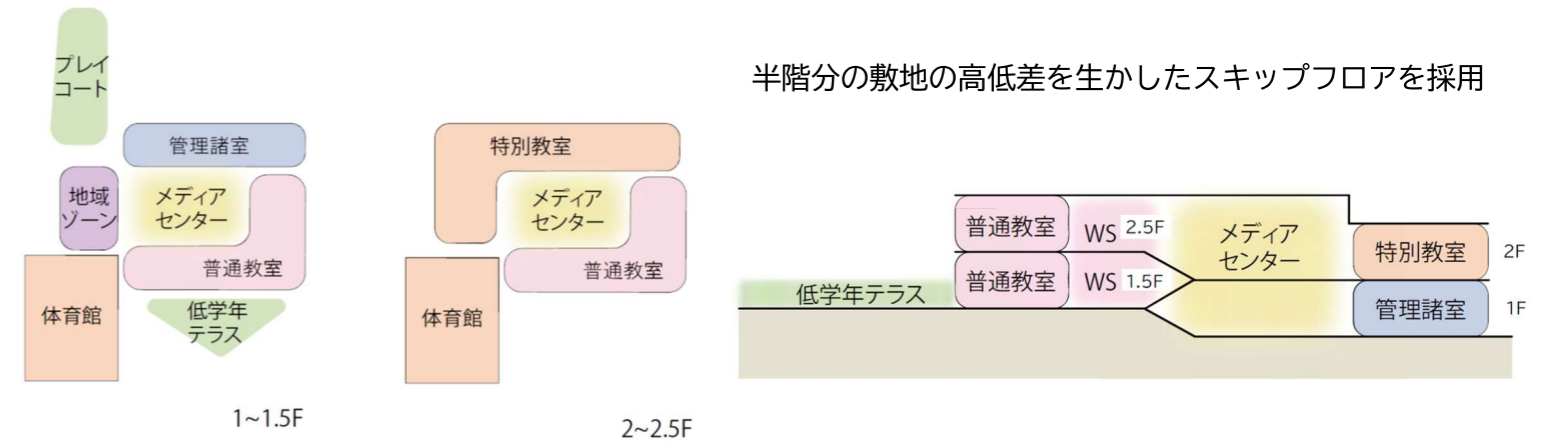 プレイ
コート
管理諸室
地域
ゾーン
メディア
センター
普通教室
体育館
低学年
テラス
1~1.5F
特別教室
メディア
センター
普通教室
体育館
2~2.5F
半階分の敷地の高低差を生かしたスキップフロアを採用
普通教室
WS 2.5F
メディア
センター
特別教室
2F
低学年テラス
普通教室
WS 1.5F
管理諸室
1F